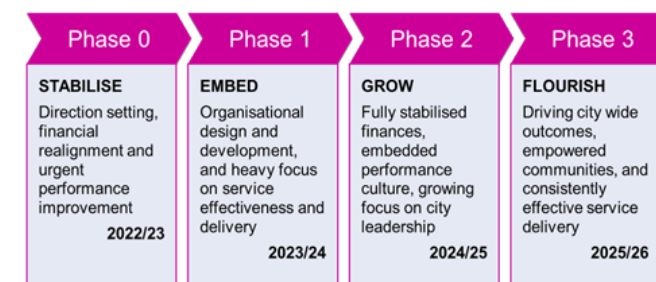 Phase 0
Phase 1
Phase 2
Phase 3
STABILISE
Direction setting,
financial
realignment and
urgent
performance
improvement
2022/23
EMBED
Organisational
design and
development,
and heavy focus
on service
effectiveness and
delivery
2023/24
GROW
Fully stabilised
finances,
embedded
performance
culture, growing
focus on city
leadership
2024/25
FLOURISH
Driving city wide
outcomes,
empowered
communities, and
consistently
effective service
delivery
2025/26